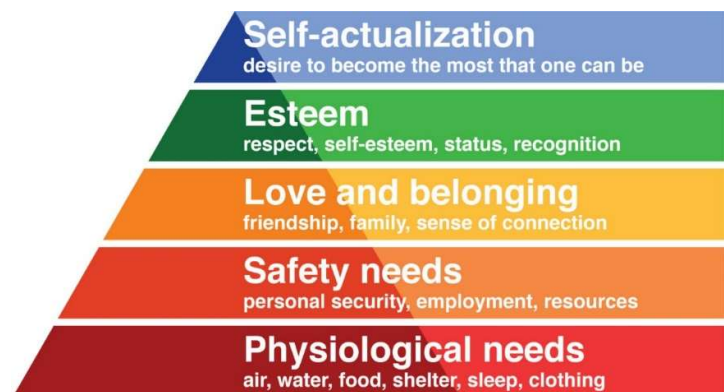 Self-actualization
desire to become the most that one can be
Esteem
respect, self-esteem, status, recognition
Love and belonging
friendship, family, sense of connection
Safety needs
personal security, employment, resources
Physiological needs
air, water, food, shelter, sleep, clothing